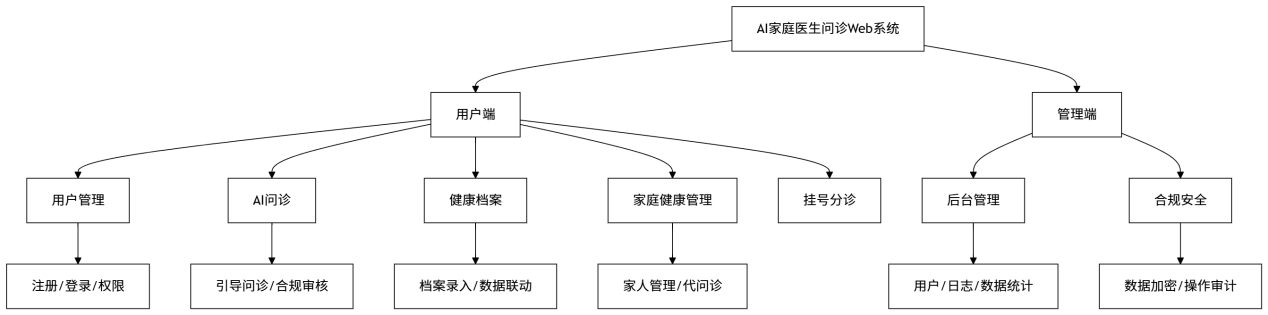 AI家庭医生问诊Web系统
用户端
管理端
用户管理
AI问诊
健康档案
家庭健康管理
挂号分诊
后台管理
合规安全
注册/登录/权限
引导问诊/合规审核
档案录入/数据联动
家人管理/代问诊
用户/日志/数据统计
数据加密/操作审计